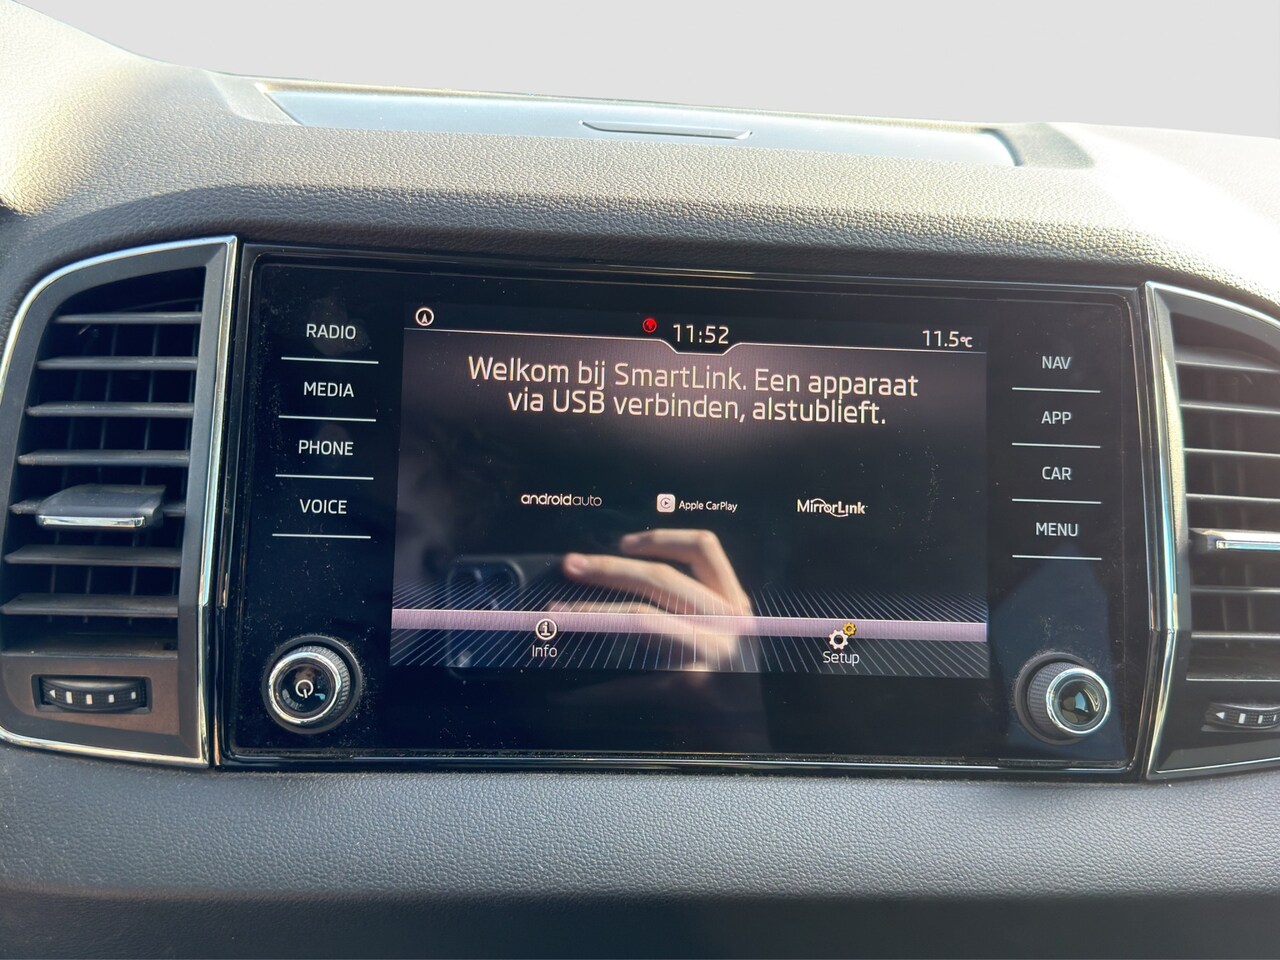 11:52
11.5°C
Welkom bij SmartLink. Een apparaat
via USB verbinden, alstublieft.
androidauto
Apple CarPlay
MirrorLink
Info
Setup
RADIO
MEDIA
PHONE
VOICE
NAV
APP
CAR
MENU